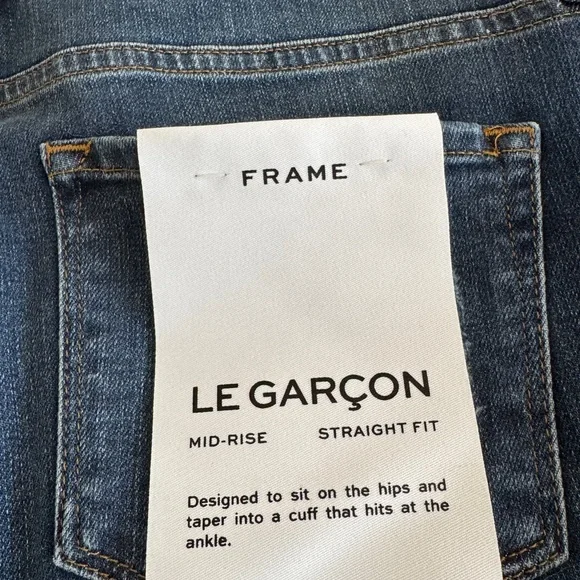 FRAME
LE GARÇON
MID-RISE STRAIGHT FIT
Designed to sit on the hips and
taper into a cuff that hits at the
ankle.